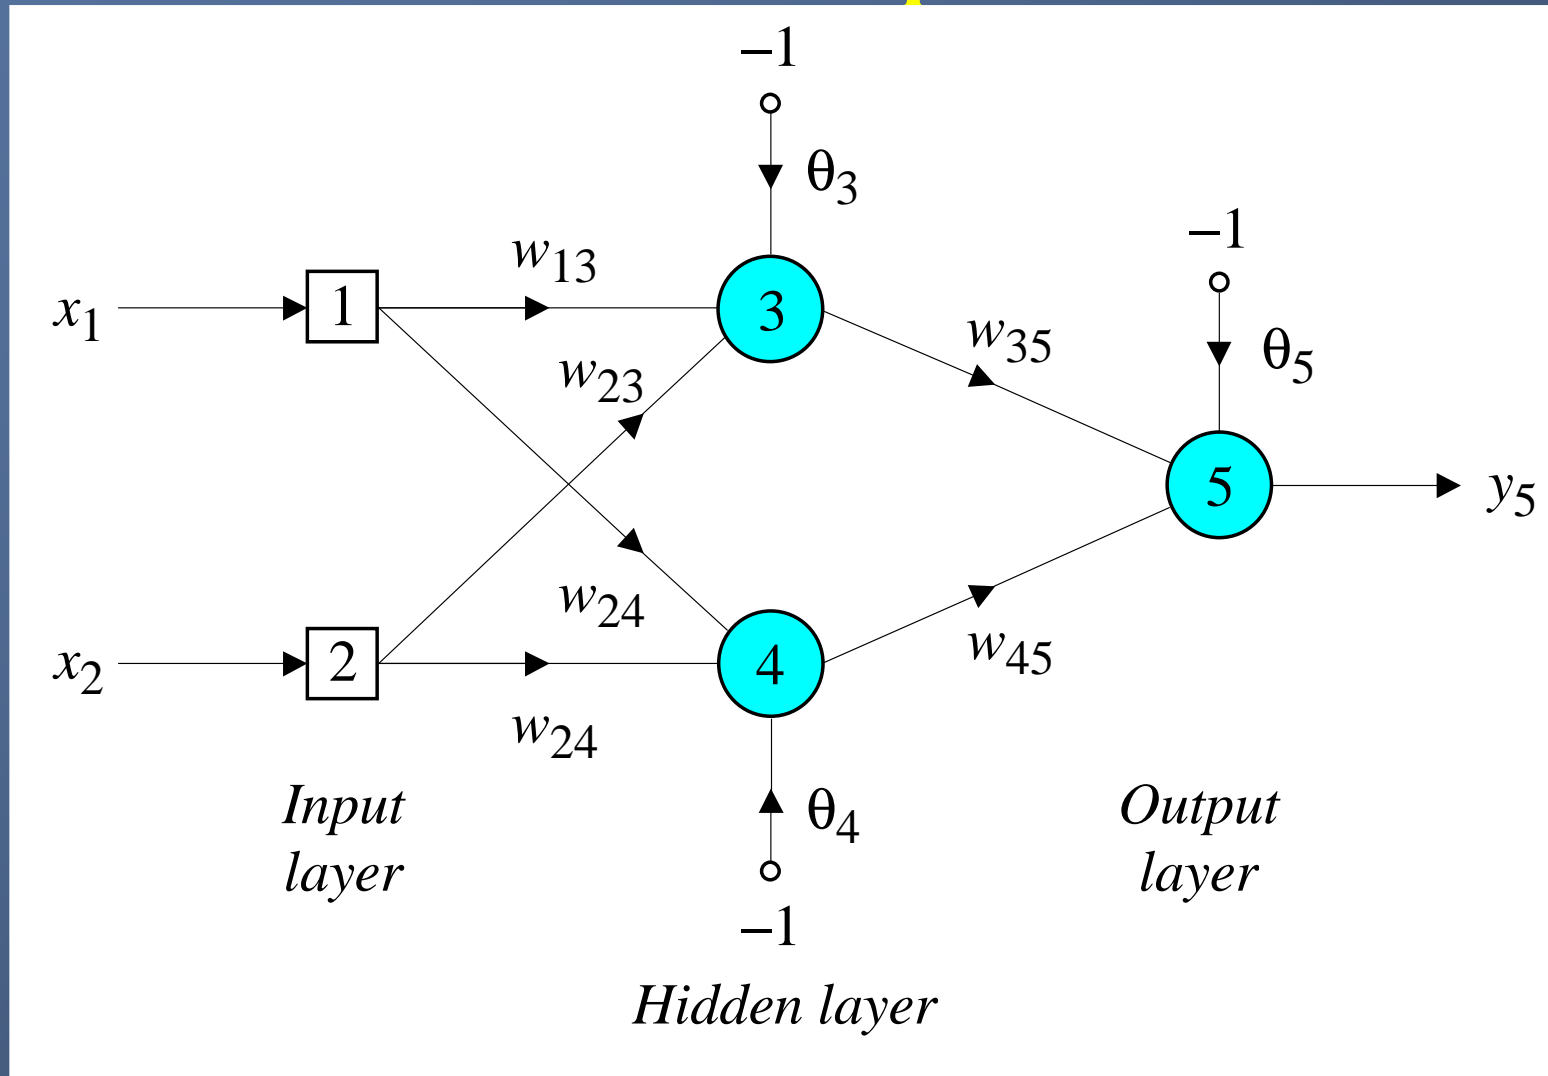 −1
θ3
−1
w13
x1
1
3
w35
θ5
w23
5
y5
w24
x2
2
4
w45
w24
Input
layer
θ4
Output
layer
−1
Hidden layer